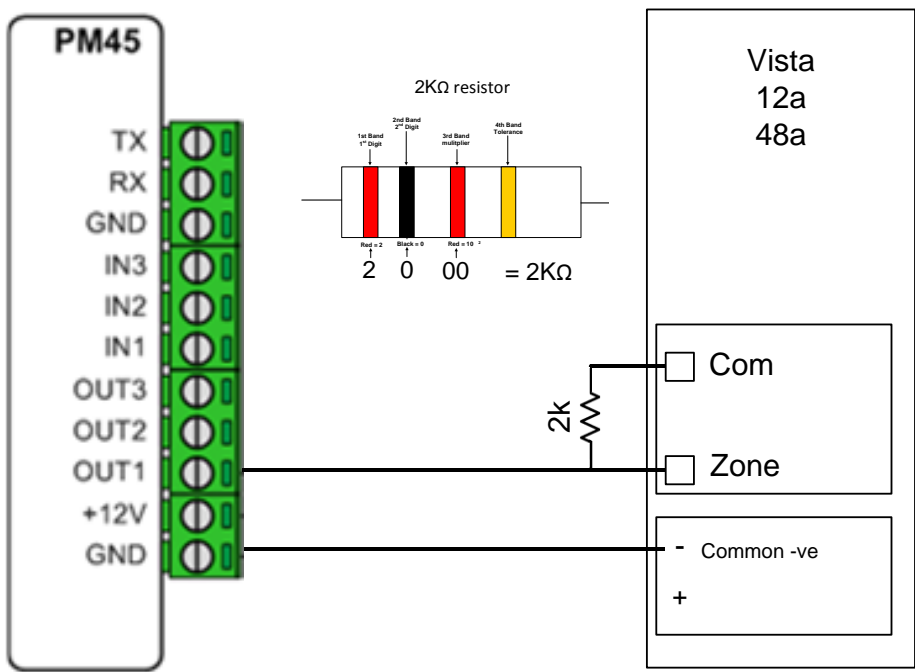 PM45
TX
RX
GND
IN3
IN2
IN1
OUT3
OUT2
OUT1
+12V
GND
2KΩ resistor
1st Band
1st Digit
2nd Band
2nd Digit
3rd Band
mulitplier
4th Band
Tolerance
Red = 2
Black = 0
Red = 10 2
2 0 00 = 2KΩ
2k
Vista
12a
48a
Com
Zone
- Common -ve
+